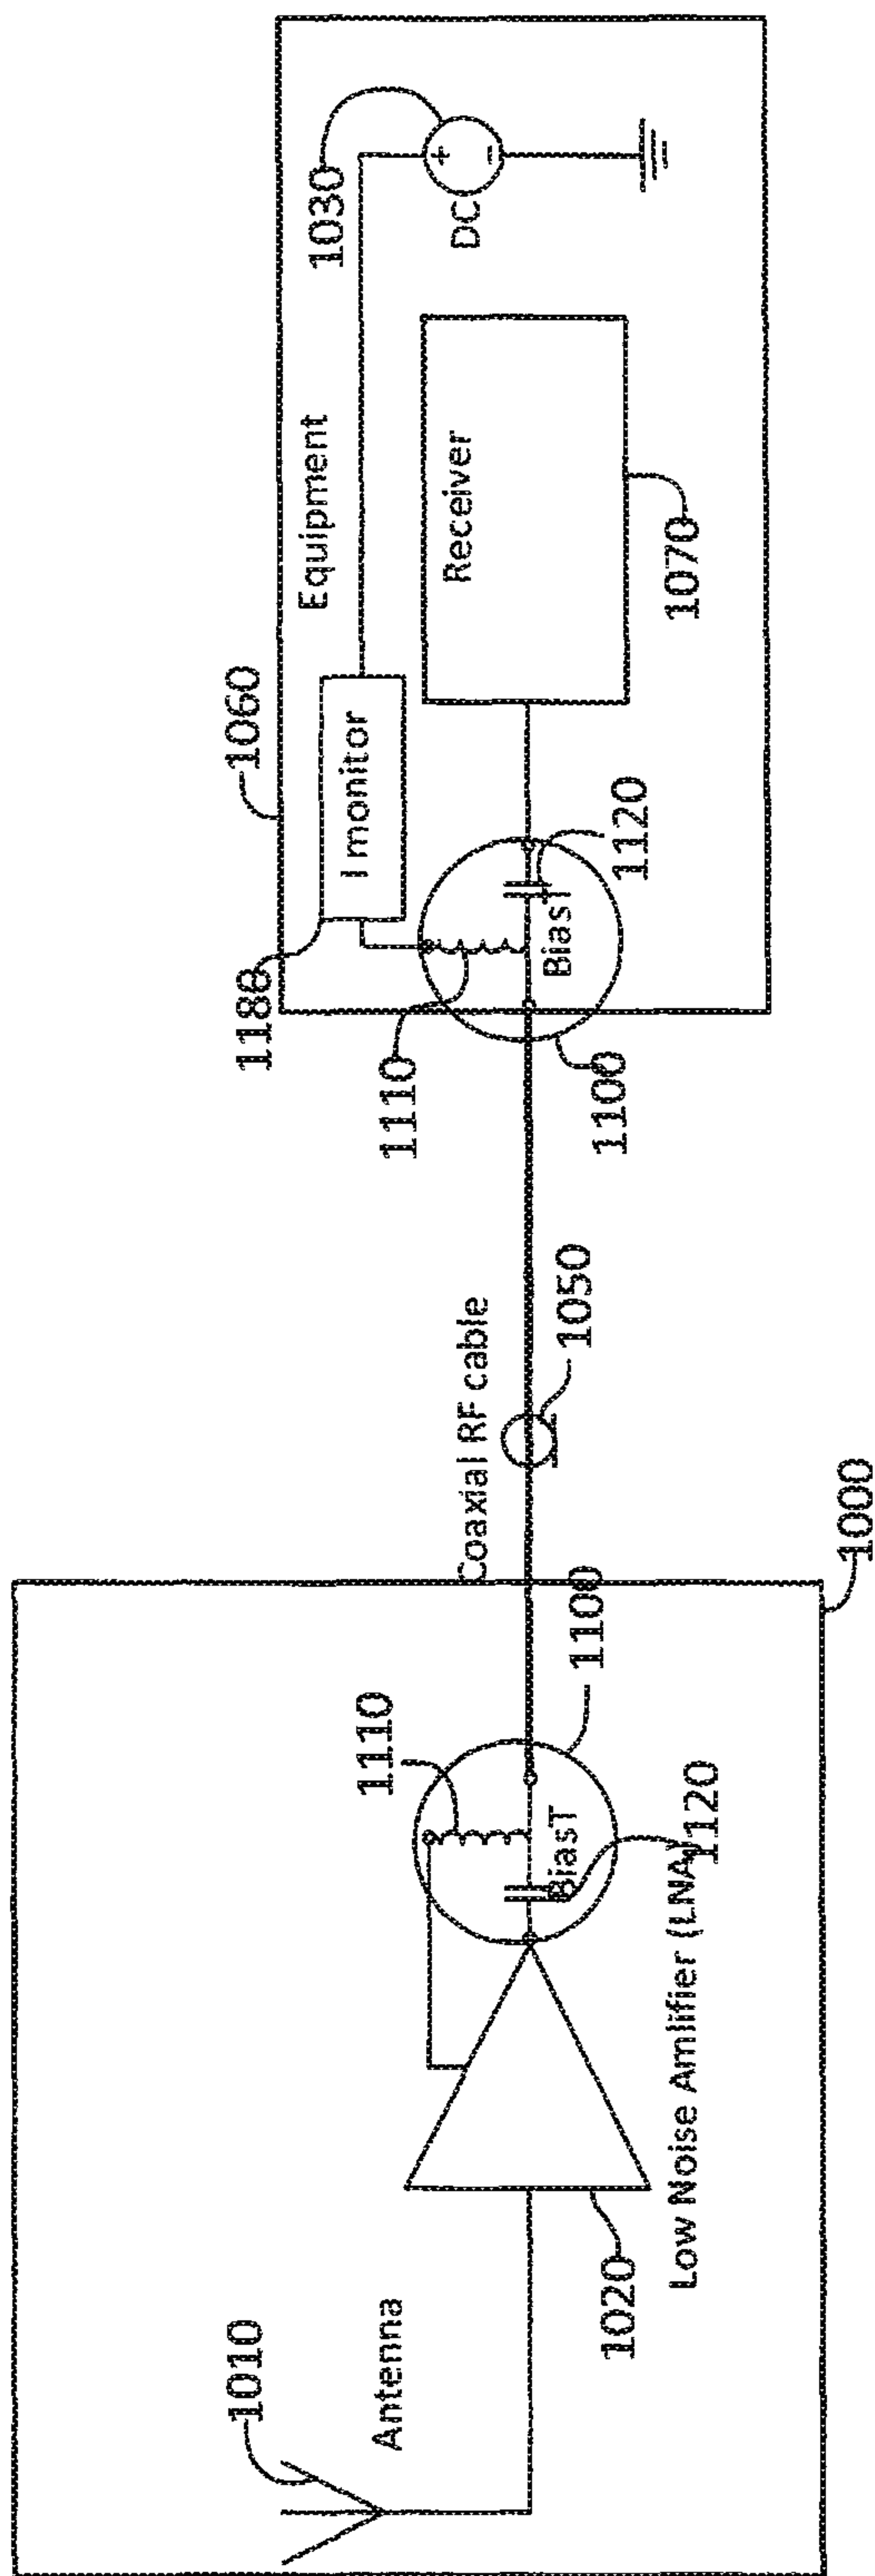 1010
Antenna
1020
Low Noise Amlifier (LNA)
1110
BiasT
1120
1100
1000
Coaxial RF cable
1050
1060
1188
I monitor
Equipment
1030
+
−
DC
1110
BiasT
1120
1100
Receiver
1070